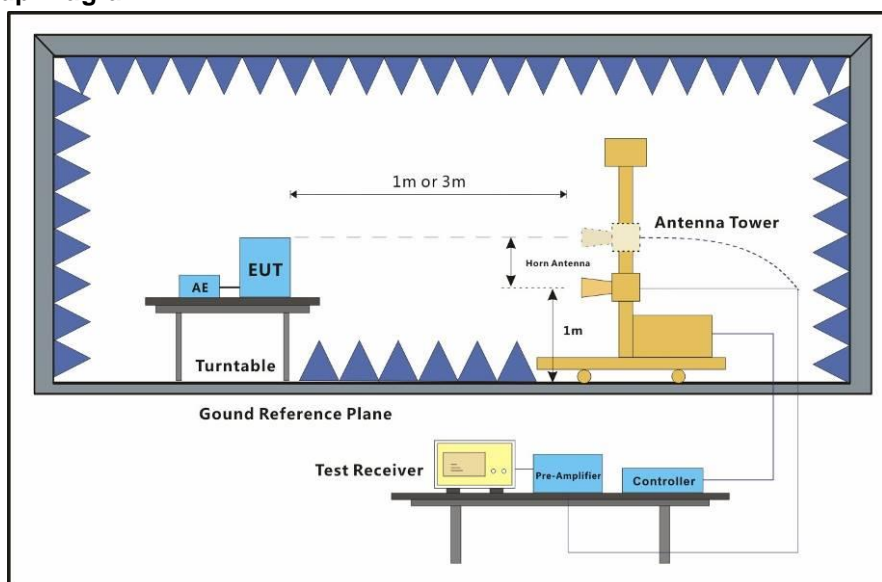 1m or 3m
Antenna Tower
Horn Antenna
EUT
AE
1m
Turntable
Gound Reference Plane
Test Receiver
Pre-Amplifier
Controller